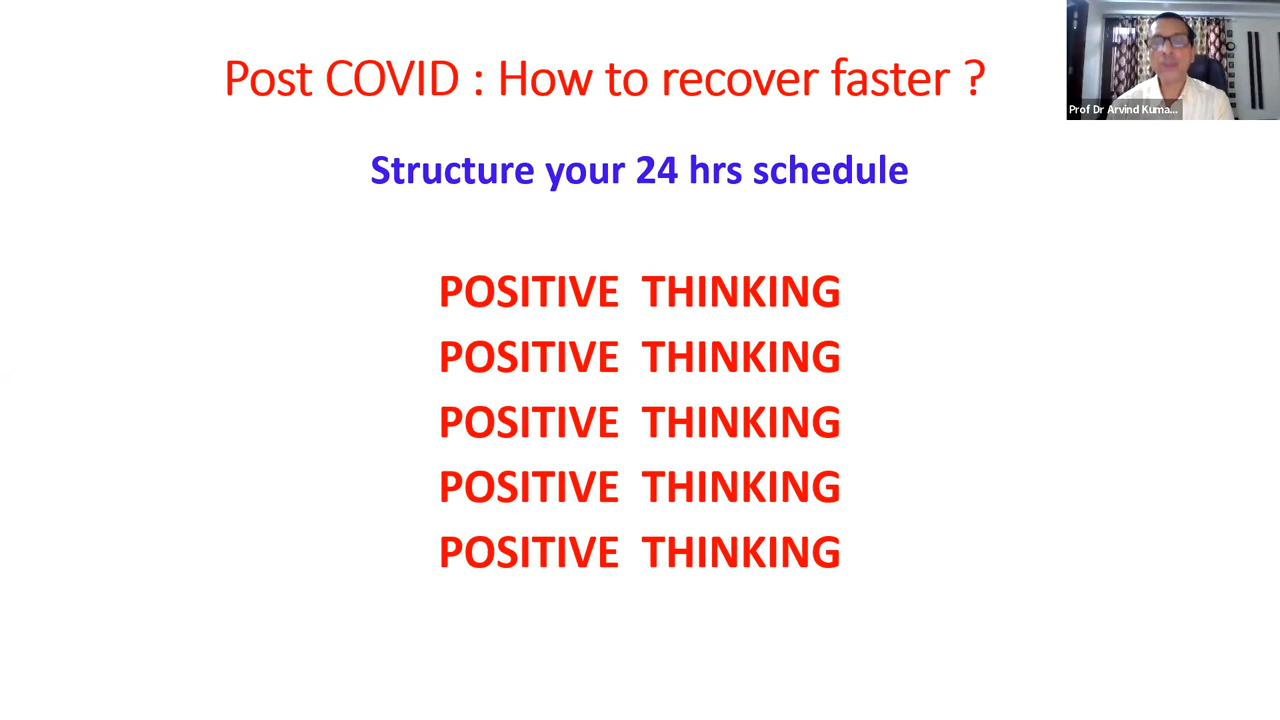 Post COVID : How to recover faster ?
Prof Dr Arvind Kuma...
Structure your 24 hrs schedule
POSITIVE THINKING
POSITIVE THINKING
POSITIVE THINKING
POSITIVE THINKING
POSITIVE THINKING